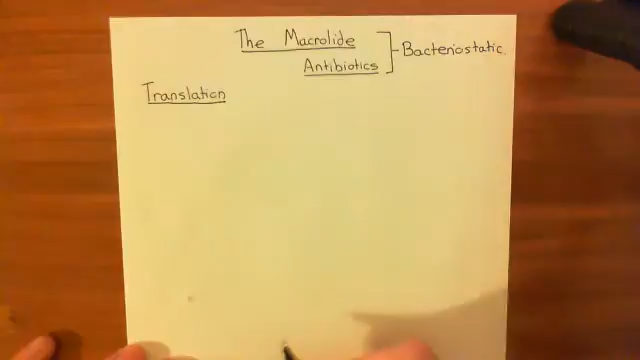 The Macrolide
Antibiotics
Bacteriostatic
Translation